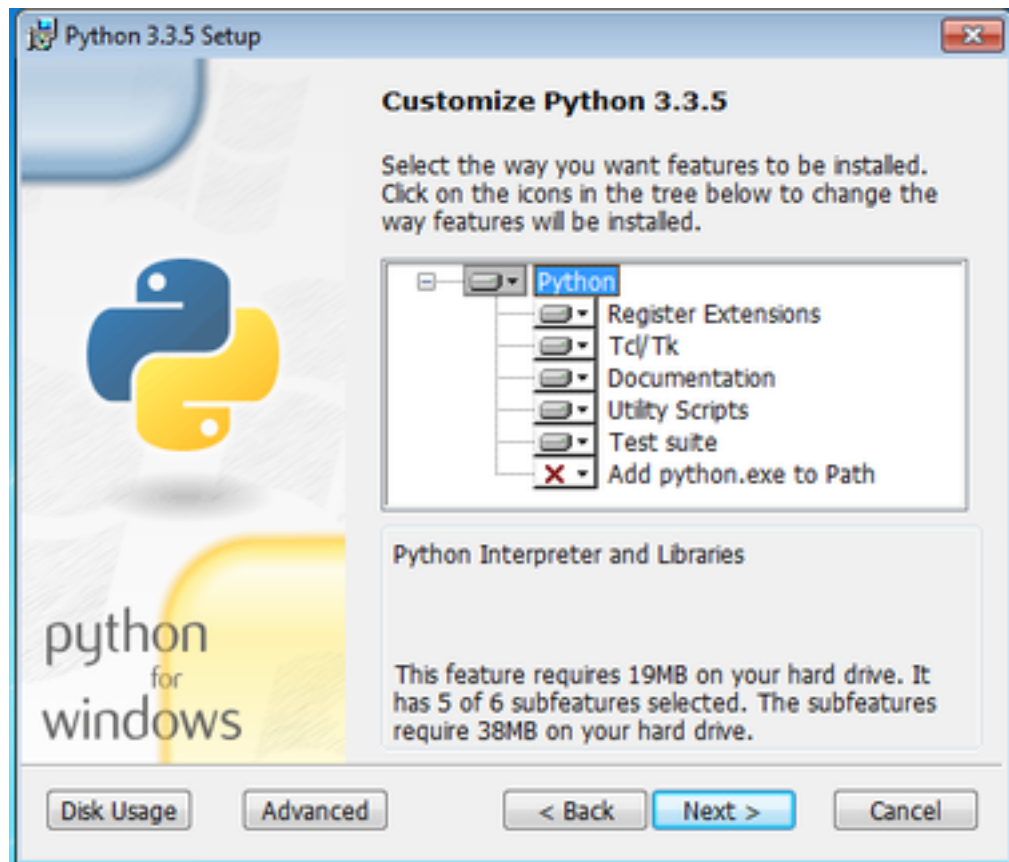 Python 3.3.5 Setup
Customize Python 3.3.5
Select the way you want features to be installed.
Click on the icons in the tree below to change the
way features will be installed.
Python
Register Extensions
Tcl/Tk
Documentation
Utility Scripts
Test suite
Add python.exe to Path
Python Interpreter and Libraries
This feature requires 19MB on your hard drive. It
has 5 of 6 subfeatures selected. The subfeatures
require 38MB on your hard drive.
python
for
windows
Disk Usage
Advanced
< Back
Next >
Cancel